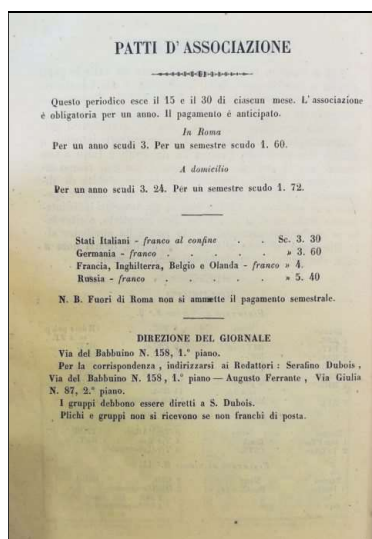 PATTI D' ASSOCIAZIONE
Questo periodico esce il 15 e il 30 di ciascun mese. L'associazione
è obligatoria per un anno. Il pagamento é anticipato.
In Roma
Per un anno scudi 3. Per un semestre scudo 1. 60.
A domicilio
Per un anno scudi 3. 24. Per un semestre scudo 1. 72.
Stati Italiani - franco al confine . . Sc. 3. 30
Germania - franco . . . . . » 3. 60
Francia, Inghilterra, Belgio e Olanda - franco » 4.
Russia - franco . . . . . . » 5. 40
N. B. Fuori di Roma non si ammette il pagamento semestrale.
DIREZIONE DEL GIORNALE
Via del Babbuino N. 158, 1.° piano.
Per la corrispondenza , indirizzarsi ai Redattori : Serafino Dubois ,
Via del Babbuino N. 158 , 1.° piano — Augusto Ferrante , Via Giulia
N. 87, 2.° piano.
I gruppi debbono essere diretti a S. Dubois.
Plichi e gruppi non si ricevono se non franchi di posta.